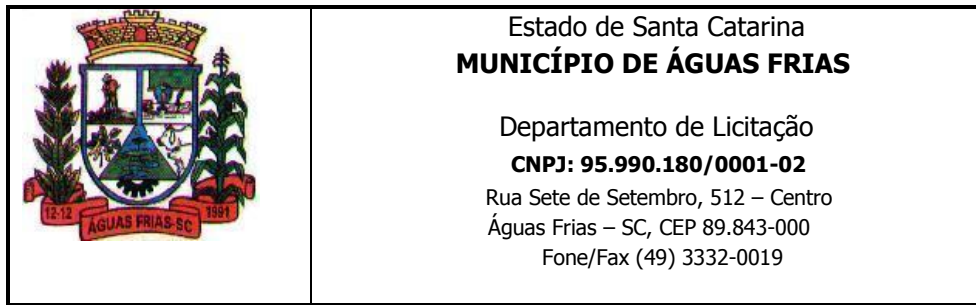 Estado de Santa Catarina
MUNICÍPIO DE ÁGUAS FRIAS
Departamento de Licitação
CNPJ: 95.990.180/0001-02
Rua Sete de Setembro, 512 – Centro
Águas Frias – SC, CEP 89.843-000
Fone/Fax (49) 3332-0019
12-12
ÁGUAS FRIAS-SC
1991